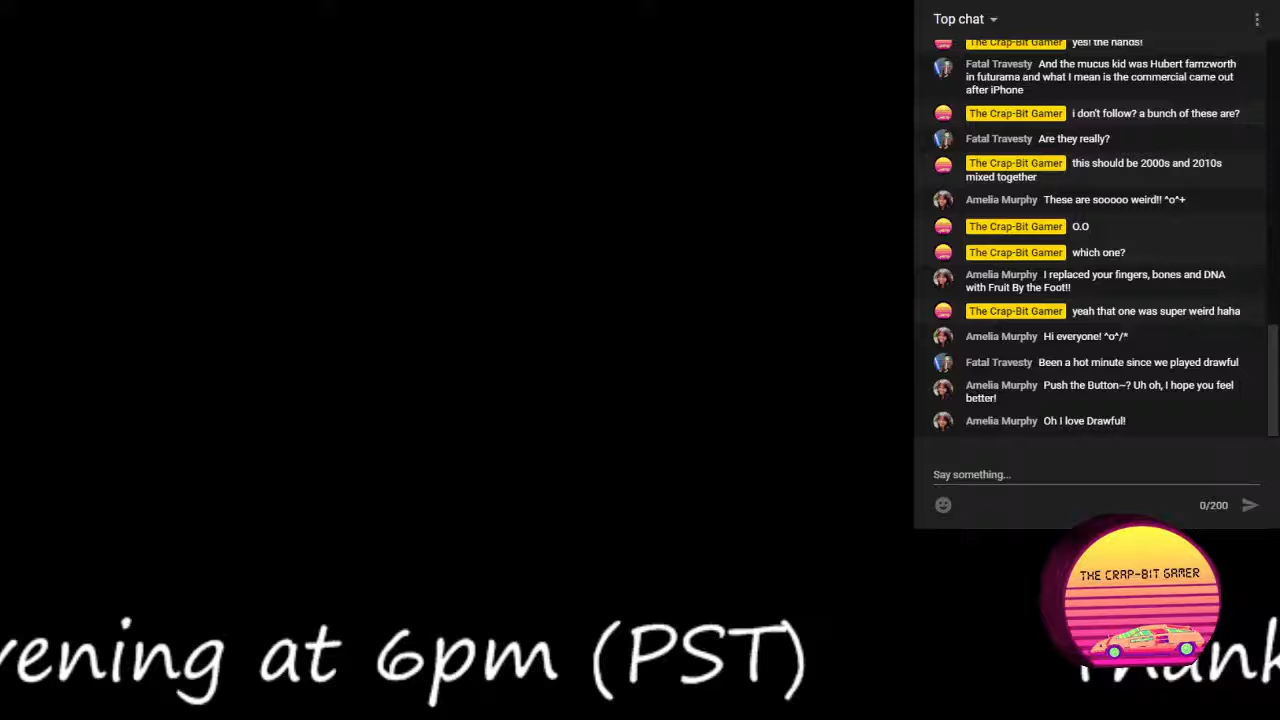 Top chat
The Crap-Bit Gamer yes! the hands!
Fatal Travesty And the mucus kid was Hubert farnzworth
in futurama and what I mean is the commercial came out
after iPhone
The Crap-Bit Gamer i don't follow? a bunch of these are?
Fatal Travesty Are they really?
The Crap-Bit Gamer this should be 2000s and 2010s
mixed together
Amelia Murphy These are sooooo weird!! ^o^+
The Crap-Bit Gamer O.O
The Crap-Bit Gamer which one?
Amelia Murphy I replaced your fingers, bones and DNA
with Fruit By the Foot!!
The Crap-Bit Gamer yeah that one was super weird haha
Amelia Murphy Hi everyone! ^o^/*
Fatal Travesty Been a hot minute since we played drawful
Amelia Murphy Push the Button~? Uh oh, I hope you feel
better!
Amelia Murphy Oh I love Drawful!
Say something...
0/200
THE CRAP-BIT GAMER
vening at 6pm (PST) Thank